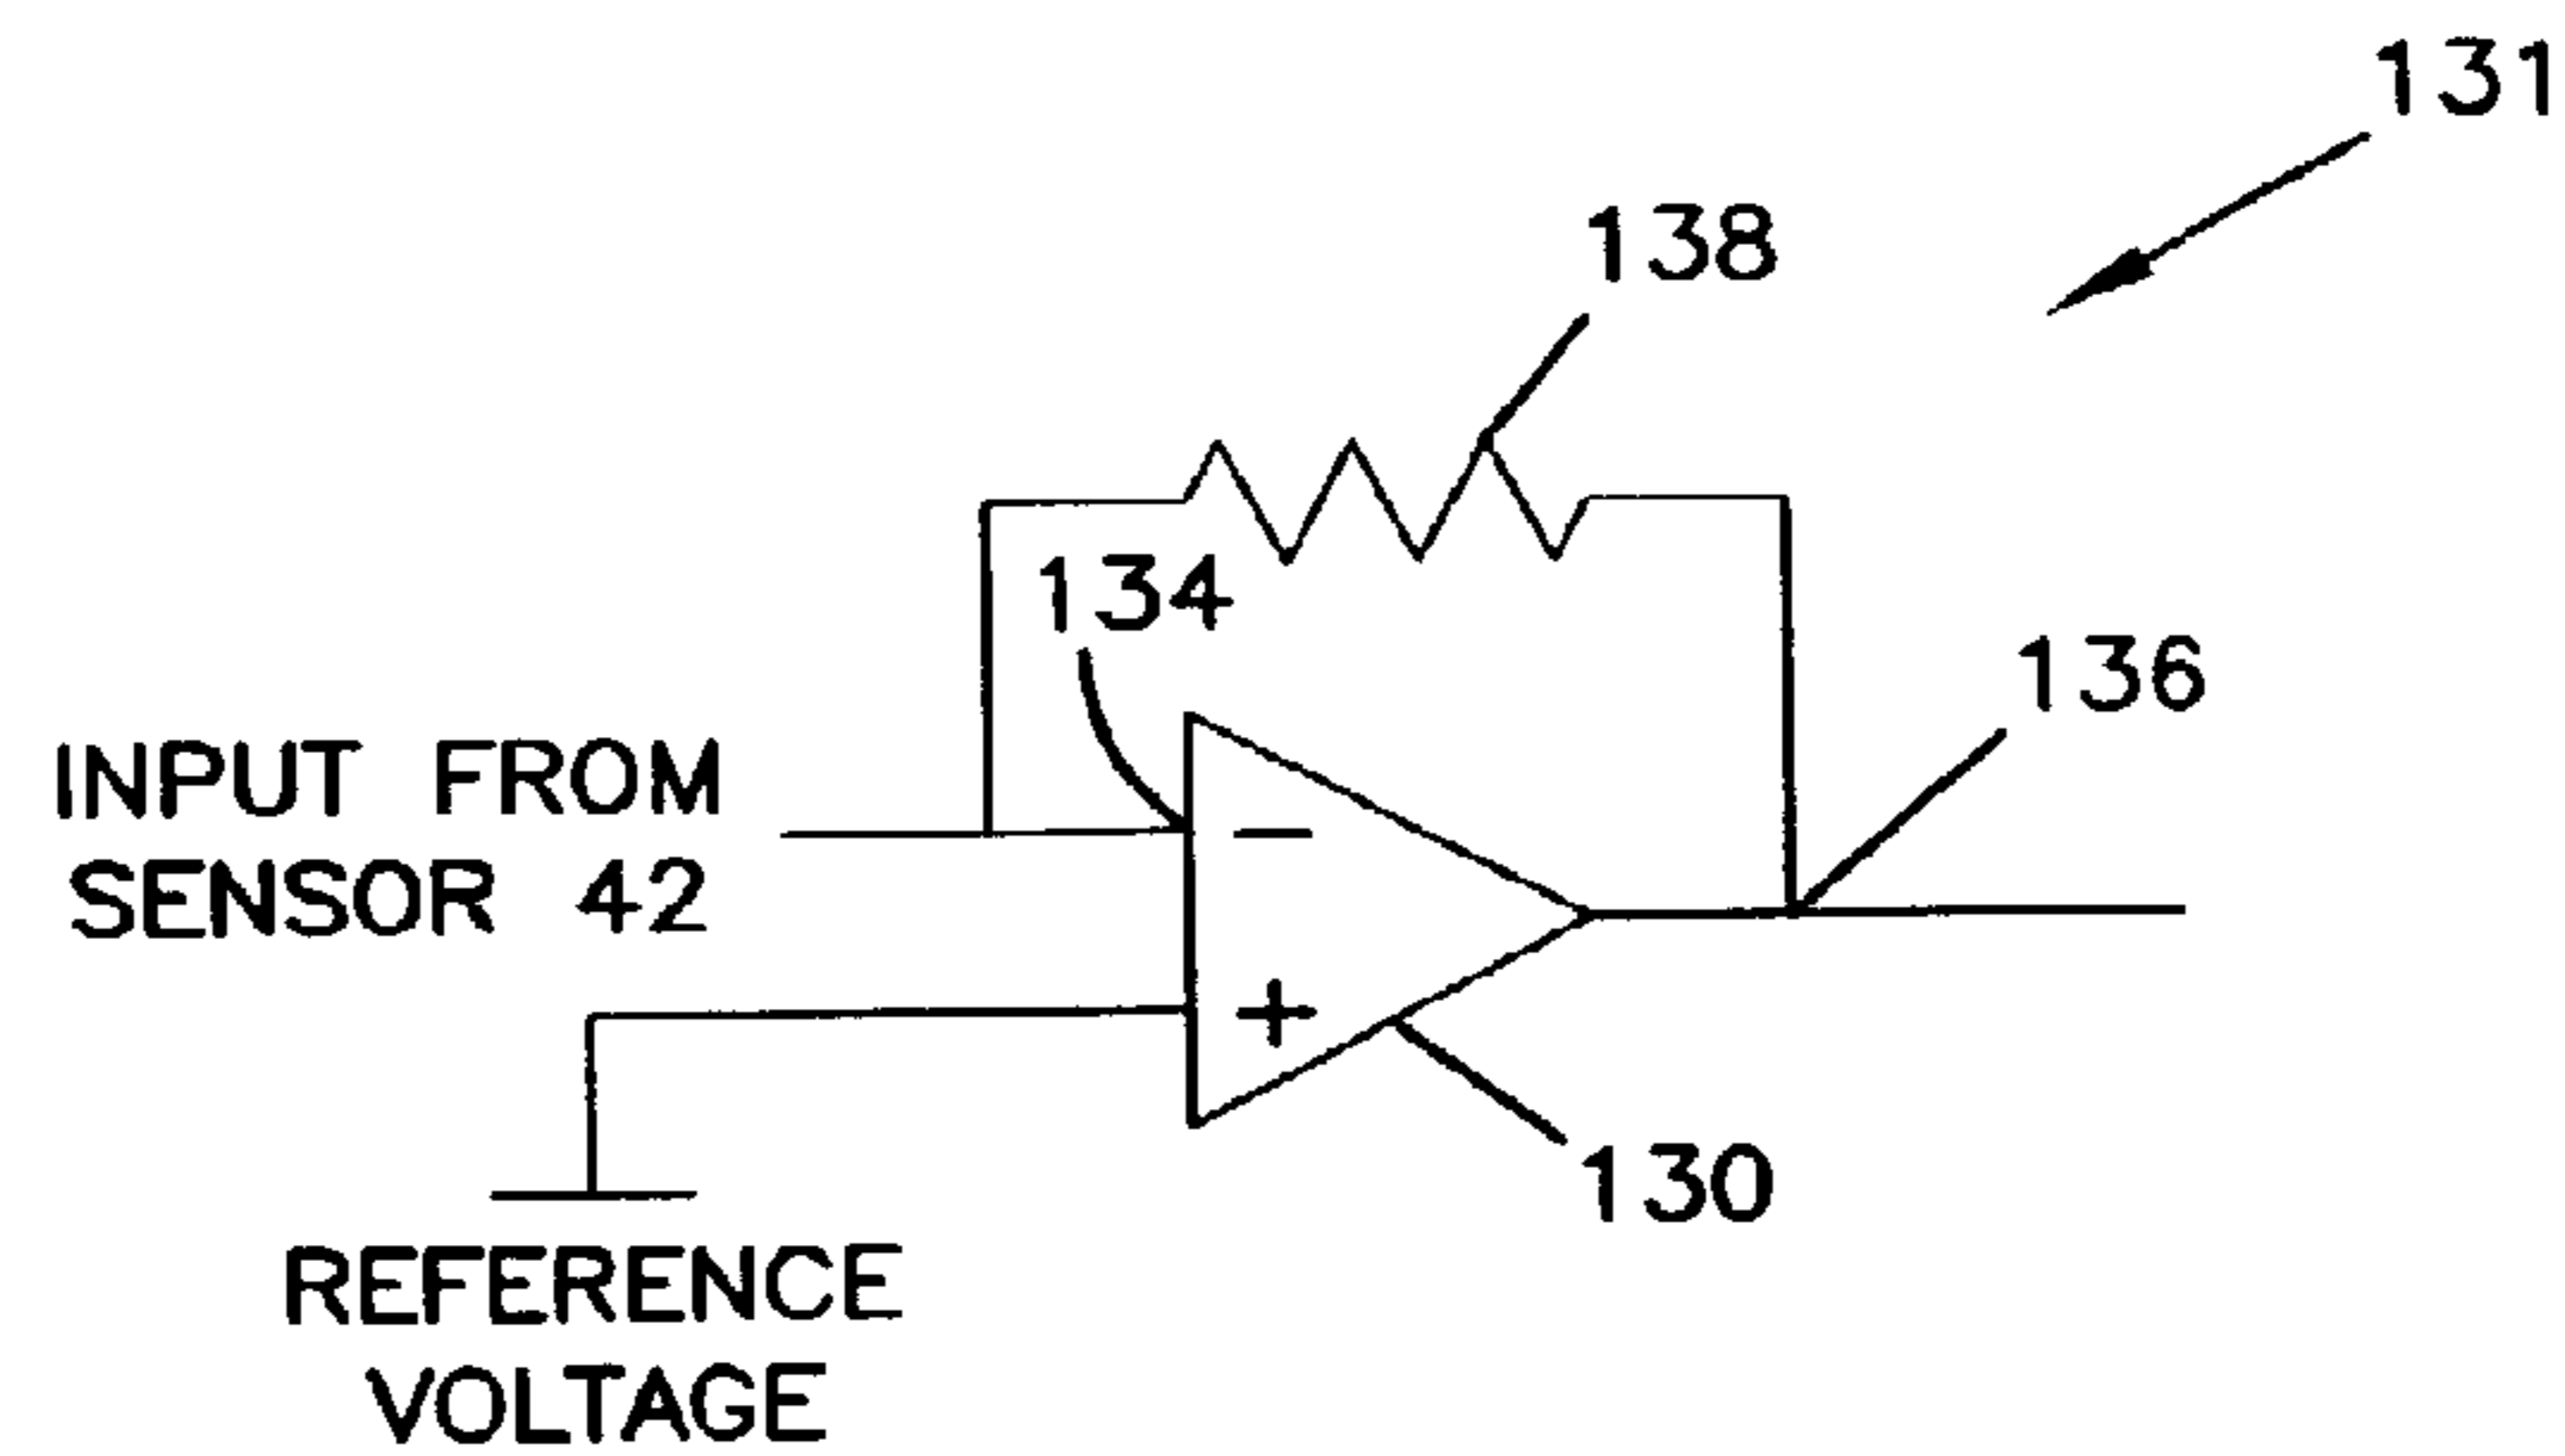 131
138
134
136
INPUT FROM
SENSOR 42
−
+
130
REFERENCE
VOLTAGE